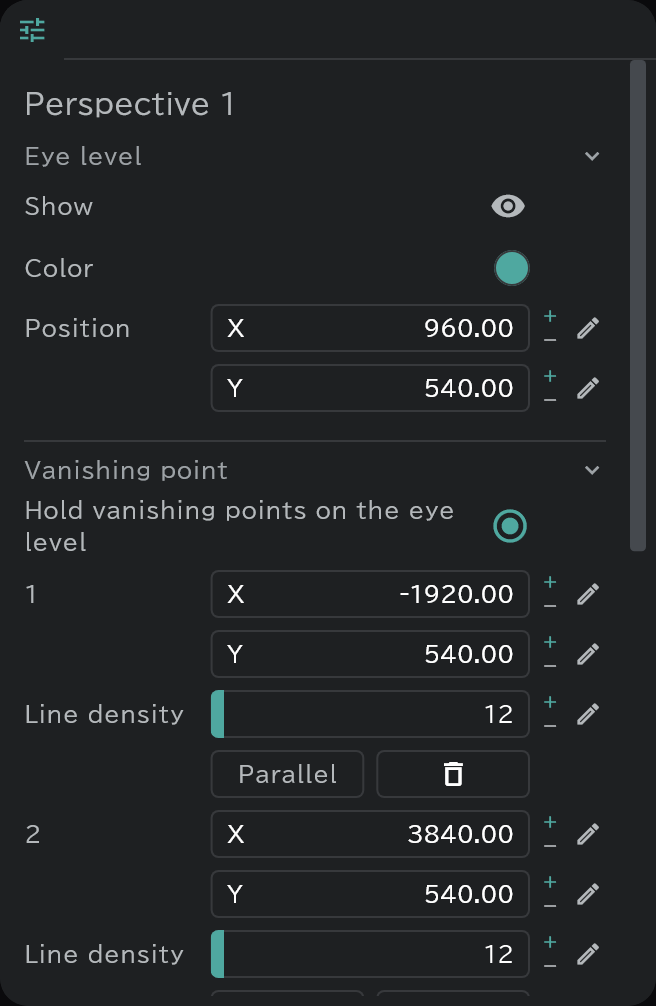 Perspective 1
Eye level
Show
Color
Position X 960.00 + −
Y 540.00 + −
Vanishing point
Hold vanishing points on the eye
level
1 X -1920.00 + −
Y 540.00 + −
Line density 12 + −
Parallel
2 X 3840.00 + −
Y 540.00 + −
Line density 12 + −